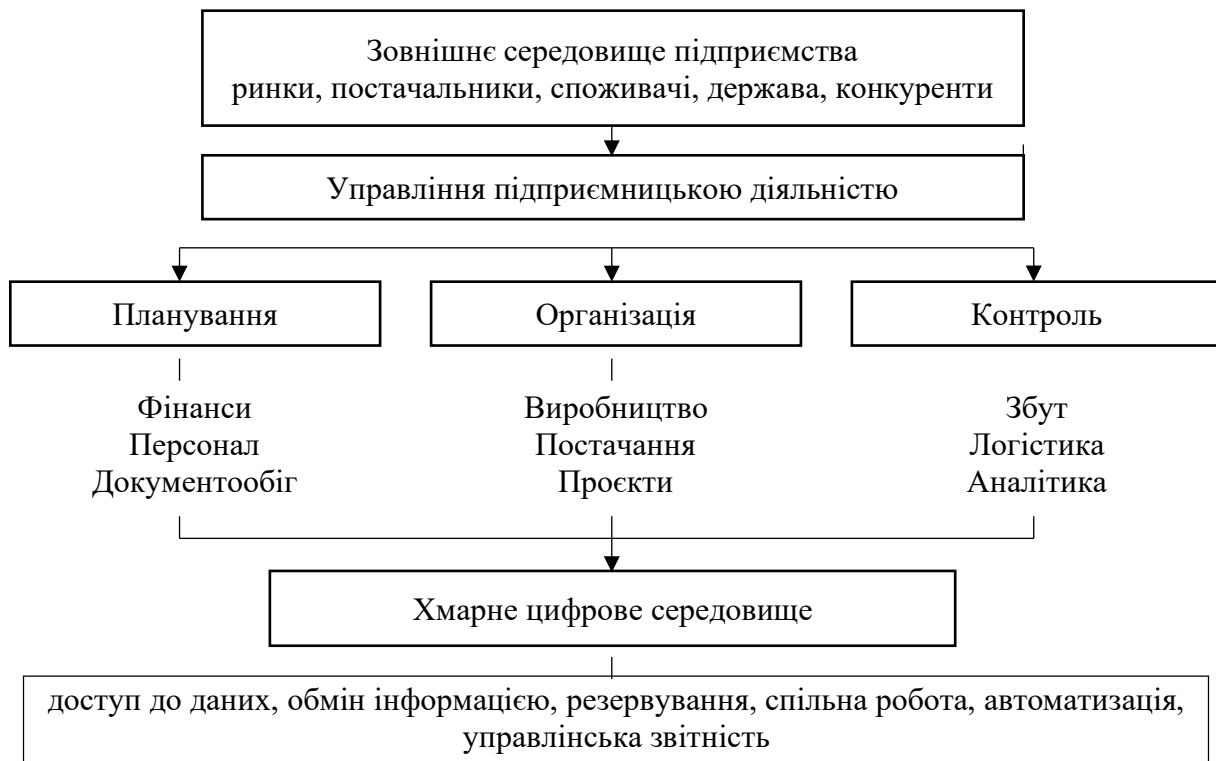 Зовнішнє середовище підприємства
ринки, постачальники, споживачі, держава, конкуренти
Управління підприємницькою діяльністю
Планування
Організація
Контроль
Фінанси
Персонал
Документообіг
Виробництво
Постачання
Проєкти
Збут
Логістика
Аналітика
Хмарне цифрове середовище
доступ до даних, обмін інформацією, резервування, спільна робота, автоматизація,
управлінська звітність